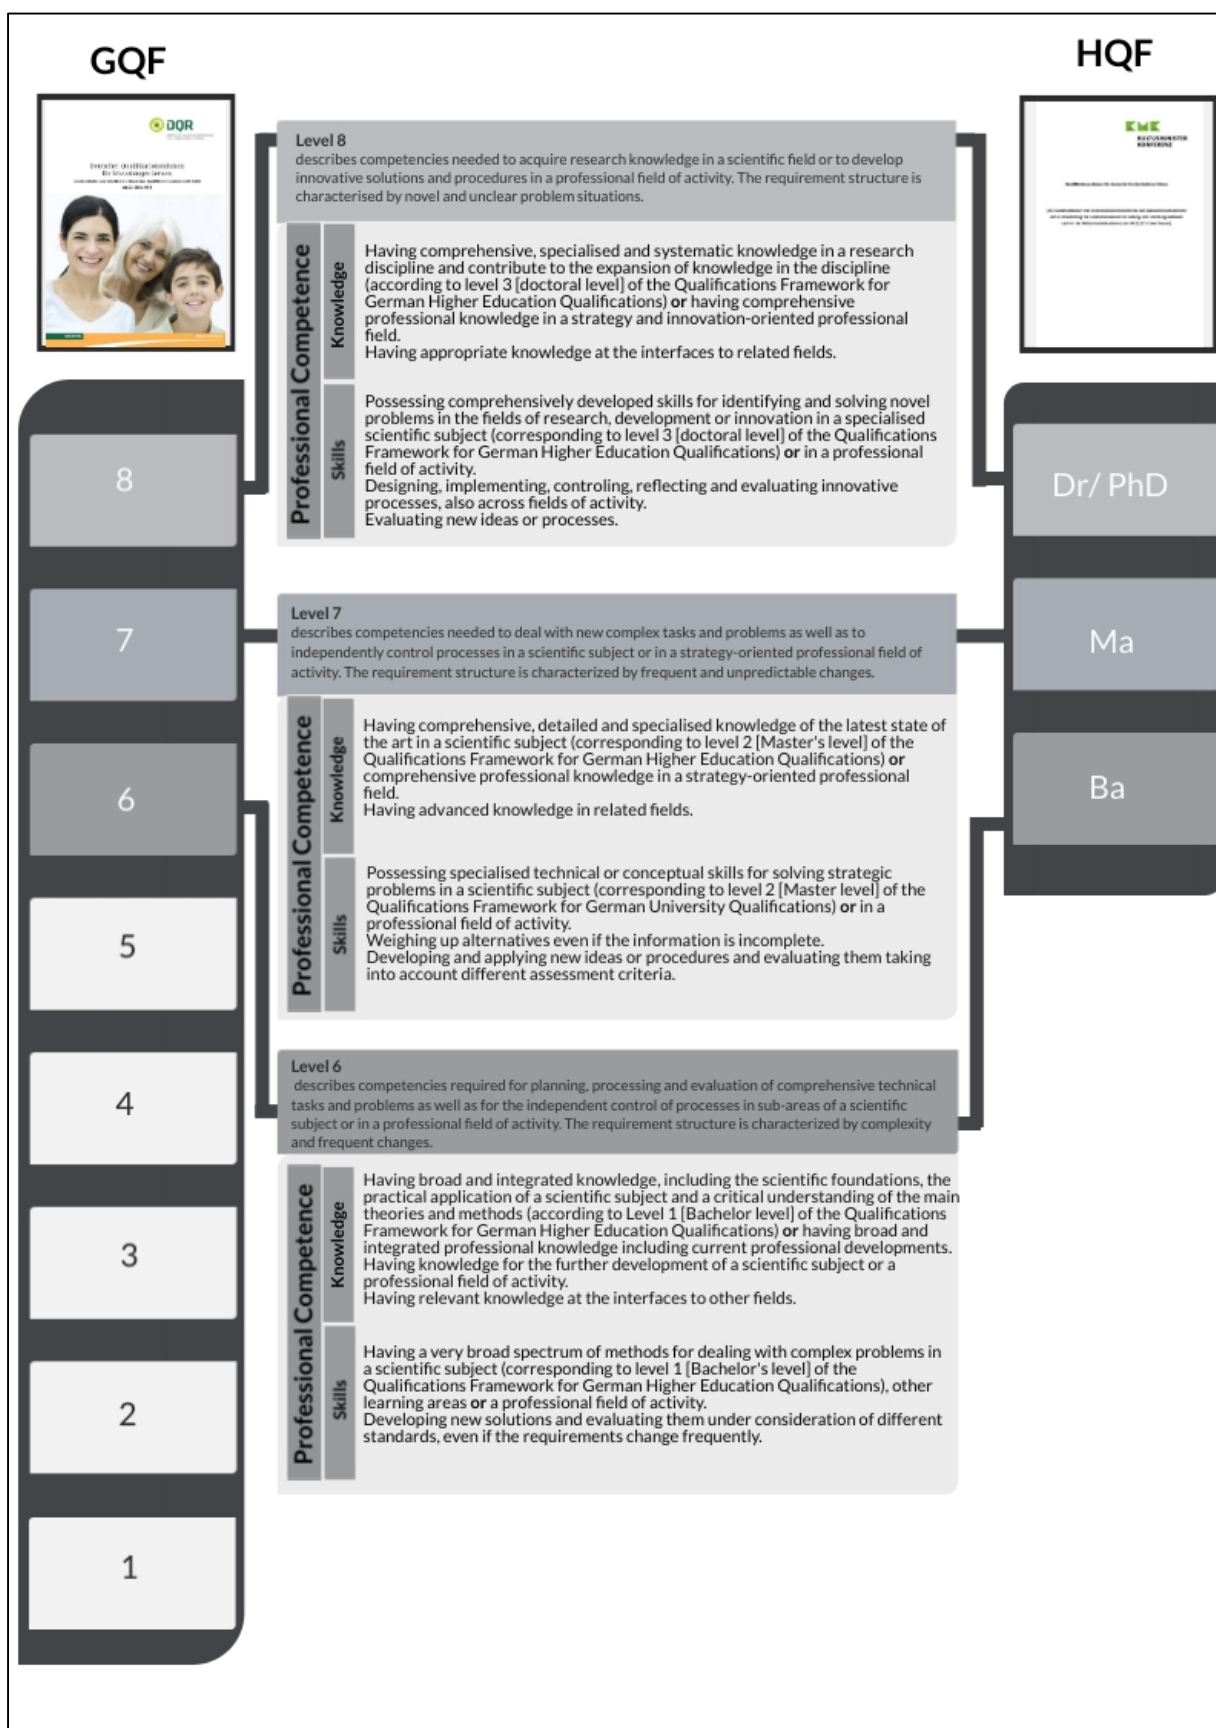 GQF
HQF
DQR
KMK
KULTUSMINISTER
KONFERENZ
Level 8
describes competencies needed to acquire research knowledge in a scientific field or to develop
innovative solutions and procedures in a professional field of activity. The requirement structure is
characterised by novel and unclear problem situations.
Professional Competence
Knowledge
Having comprehensive, specialised and systematic knowledge in a research
discipline and contribute to the expansion of knowledge in the discipline
(according to level 3 [doctoral level] of the Qualifications Framework for
German Higher Education Qualifications) or having comprehensive
professional knowledge in a strategy and innovation-oriented professional
field.
Having appropriate knowledge at the interfaces to related fields.
Skills
Possessing comprehensively developed skills for identifying and solving novel
problems in the fields of research, development or innovation in a specialised
scientific subject (corresponding to level 3 [doctoral level] of the Qualifications
Framework for German Higher Education Qualifications) or in a professional
field of activity.
Designing, implementing, controling, reflecting and evaluating innovative
processes, also across fields of activity.
Evaluating new ideas or processes.
8
Dr/ PhD
Level 7
describes competencies needed to deal with new complex tasks and problems as well as to
independently control processes in a scientific subject or in a strategy-oriented professional field of
activity. The requirement structure is characterized by frequent and unpredictable changes.
7
Ma
Professional Competence
Knowledge
Having comprehensive, detailed and specialised knowledge of the latest state of
the art in a scientific subject (corresponding to level 2 [Master's level] of the
Qualifications Framework for German Higher Education Qualifications) or
comprehensive professional knowledge in a strategy-oriented professional
field.
Having advanced knowledge in related fields.
6
Ba
Skills
Possessing specialised technical or conceptual skills for solving strategic
problems in a scientific subject (corresponding to level 2 [Master level] of the
Qualifications Framework for German University Qualifications) or in a
professional field of activity.
Weighing up alternatives even if the information is incomplete.
Developing and applying new ideas or procedures and evaluating them taking
into account different assessment criteria.
5
Level 6
describes competencies required for planning, processing and evaluation of comprehensive technical
tasks and problems as well as for the independent control of processes in sub-areas of a scientific
subject or in a professional field of activity. The requirement structure is characterized by complexity
and frequent changes.
4
Professional Competence
Knowledge
Having broad and integrated knowledge, including the scientific foundations, the
practical application of a scientific subject and a critical understanding of the main
theories and methods (according to Level 1 [Bachelor level] of the Qualifications
Framework for German Higher Education Qualifications) or having broad and
integrated professional knowledge including current professional developments.
Having knowledge for the further development of a scientific subject or a
professional field of activity.
Having relevant knowledge at the interfaces to other fields.
3
Skills
Having a very broad spectrum of methods for dealing with complex problems in
a scientific subject (corresponding to level 1 [Bachelor's level] of the
Qualifications Framework for German Higher Education Qualifications), other
learning areas or a professional field of activity.
Developing new solutions and evaluating them under consideration of different
standards, even if the requirements change frequently.
2
1